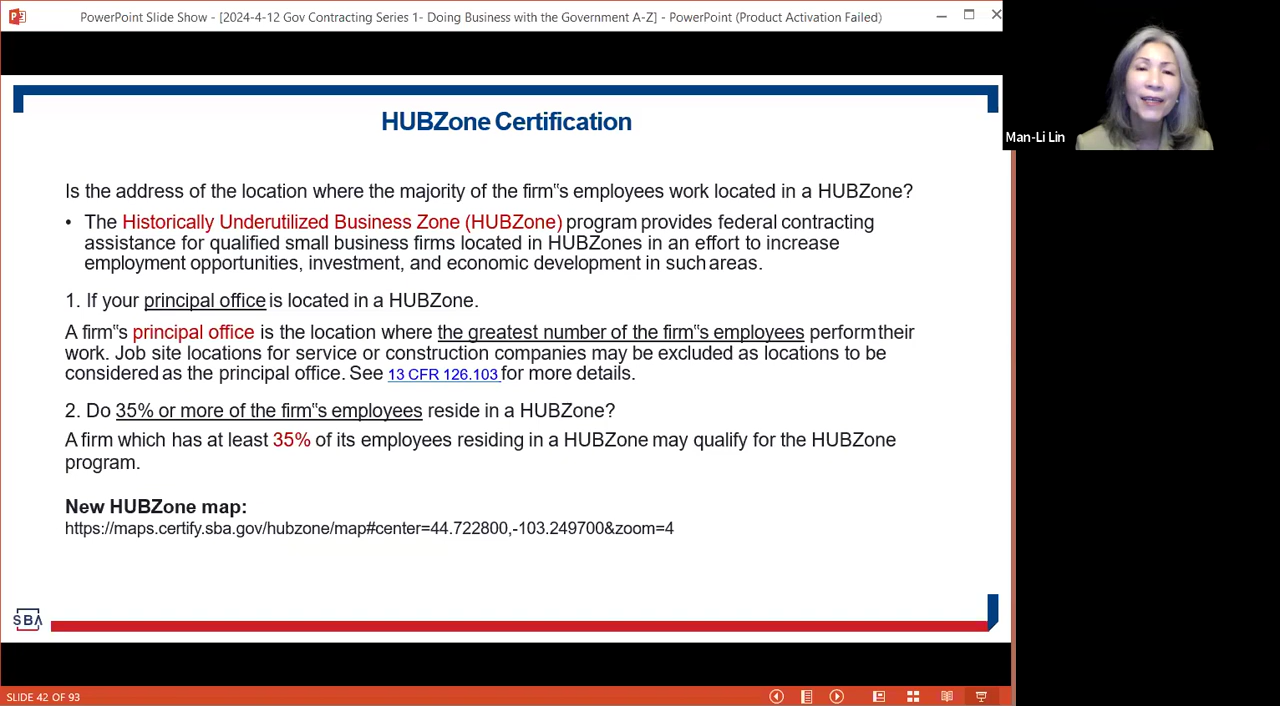 PowerPoint Slide Show - [2024-4-12 Gov Contracting Series 1- Doing Business with the Government A-Z] - PowerPoint (Product Activation Failed)
Man-Li Lin
HUBZone Certification
Is the address of the location where the majority of the firm‟s employees work located in a HUBZone?
• The Historically Underutilized Business Zone (HUBZone) program provides federal contracting
assistance for qualified small business firms located in HUBZones in an effort to increase
employment opportunities, investment, and economic development in such areas.
1. If your principal office is located in a HUBZone.
A firm‟s principal office is the location where the greatest number of the firm‟s employees perform their
work. Job site locations for service or construction companies may be excluded as locations to be
considered as the principal office. See 13 CFR 126.103 for more details.
2. Do 35% or more of the firm‟s employees reside in a HUBZone?
A firm which has at least 35% of its employees residing in a HUBZone may qualify for the HUBZone
program.
New HUBZone map:
https://maps.certify.sba.gov/hubzone/map#center=44.722800,-103.249700&zoom=4
SBA
SLIDE 42 OF 93